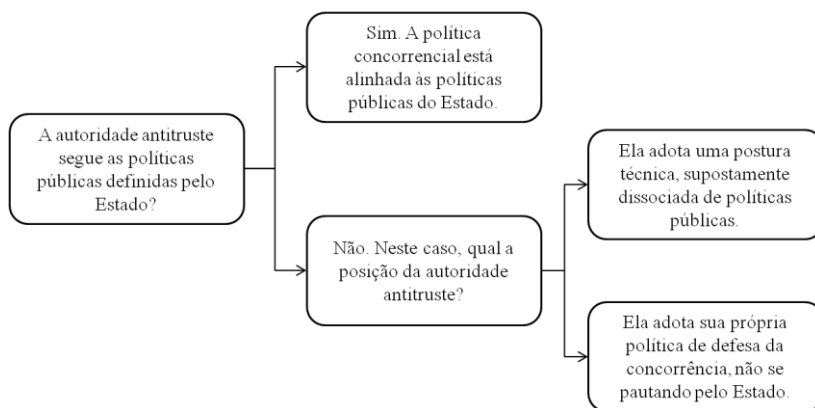 A autoridade antitruste
segue as políticas
públicas definidas pelo
Estado?
Sim. A política
concorrencial está
alinhada às políticas
públicas do Estado.
Não. Neste caso, qual a
posição da autoridade
antitruste?
Ela adota uma postura
técnica, supostamente
dissociada de políticas
públicas.
Ela adota sua própria
política de defesa da
concorrência, não se
pautando pelo Estado.